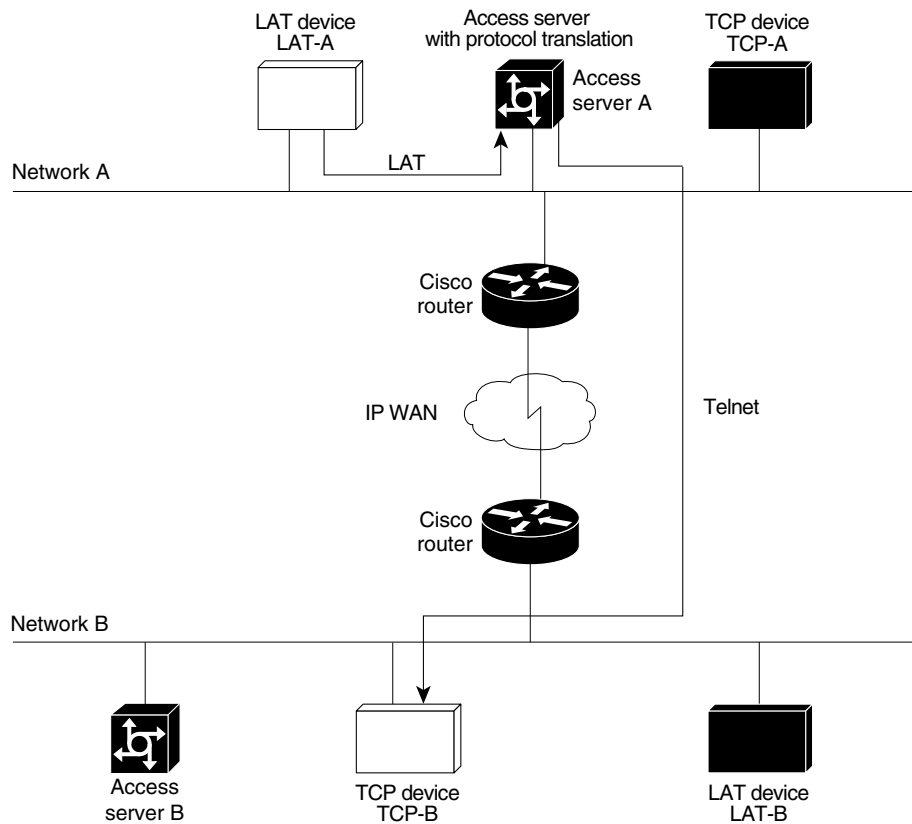 LAT device
LAT-A
Access server
with protocol translation
TCP device
TCP-A
Access
server A
LAT
Network A
Cisco
router
IP WAN
Telnet
Cisco
router
Network B
Access
server B
TCP device
TCP-B
LAT device
LAT-B